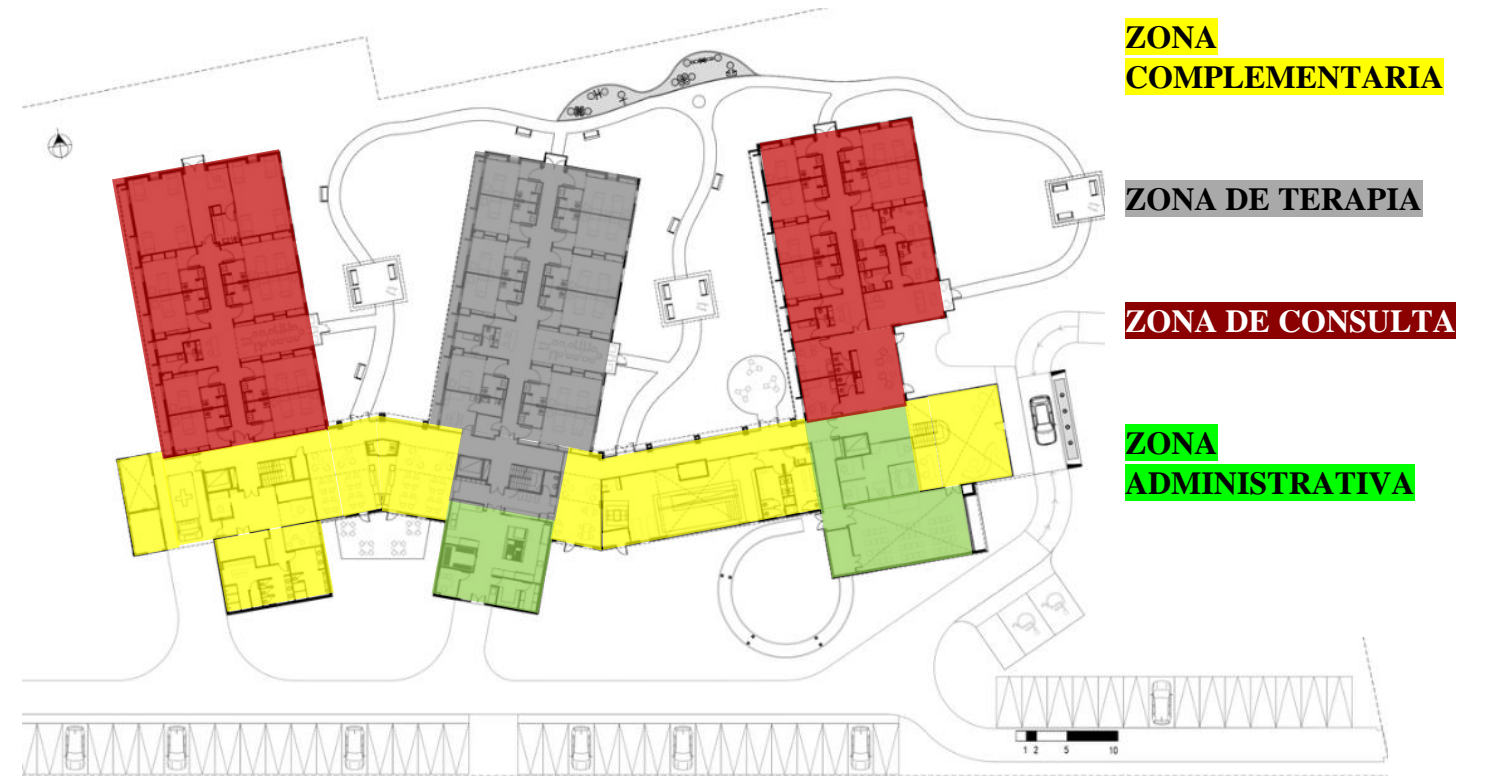 ZONA
COMPLEMENTARIA
ZONA DE TERAPIA
ZONA DE CONSULTA
ZONA
ADMINISTRATIVA
1 2 5 10